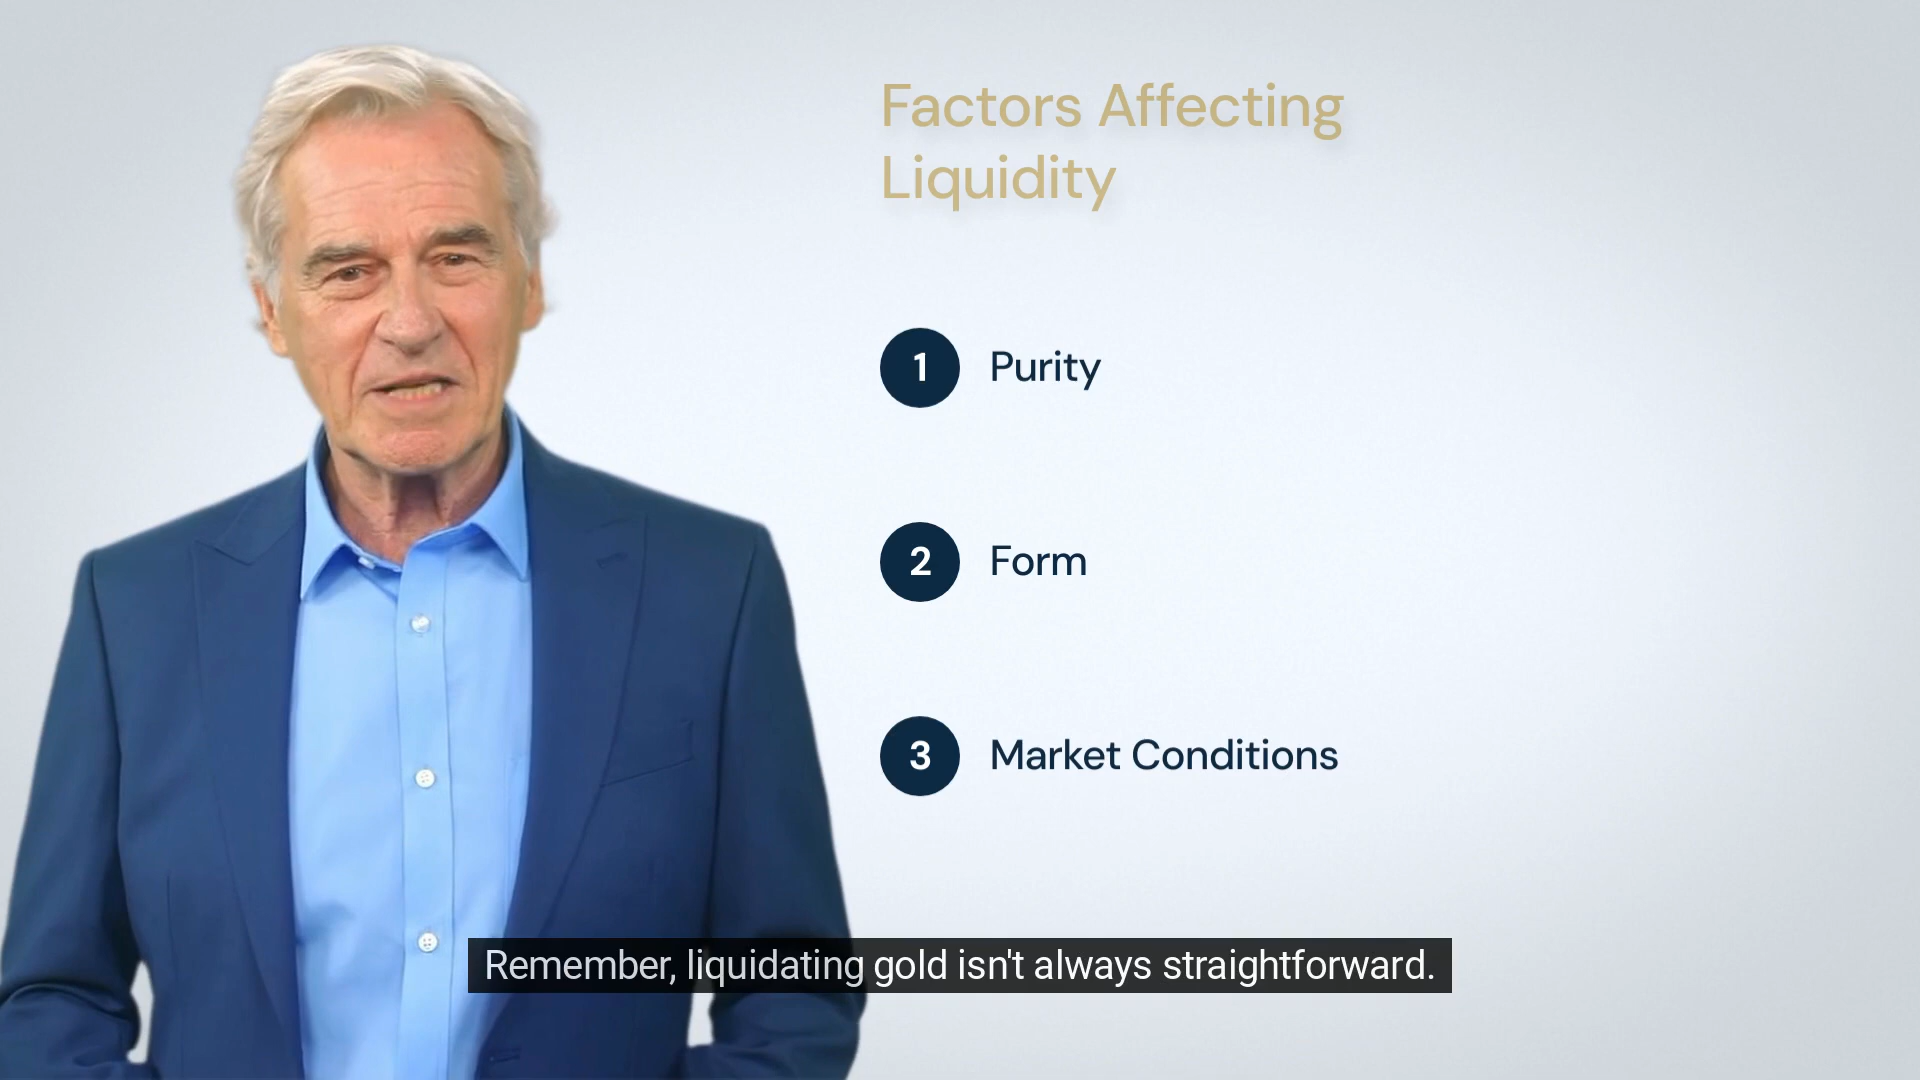 Factors Affecting
Liquidity
1 Purity
2 Form
3 Market Conditions
Remember, liquidating gold isn't always straightforward.